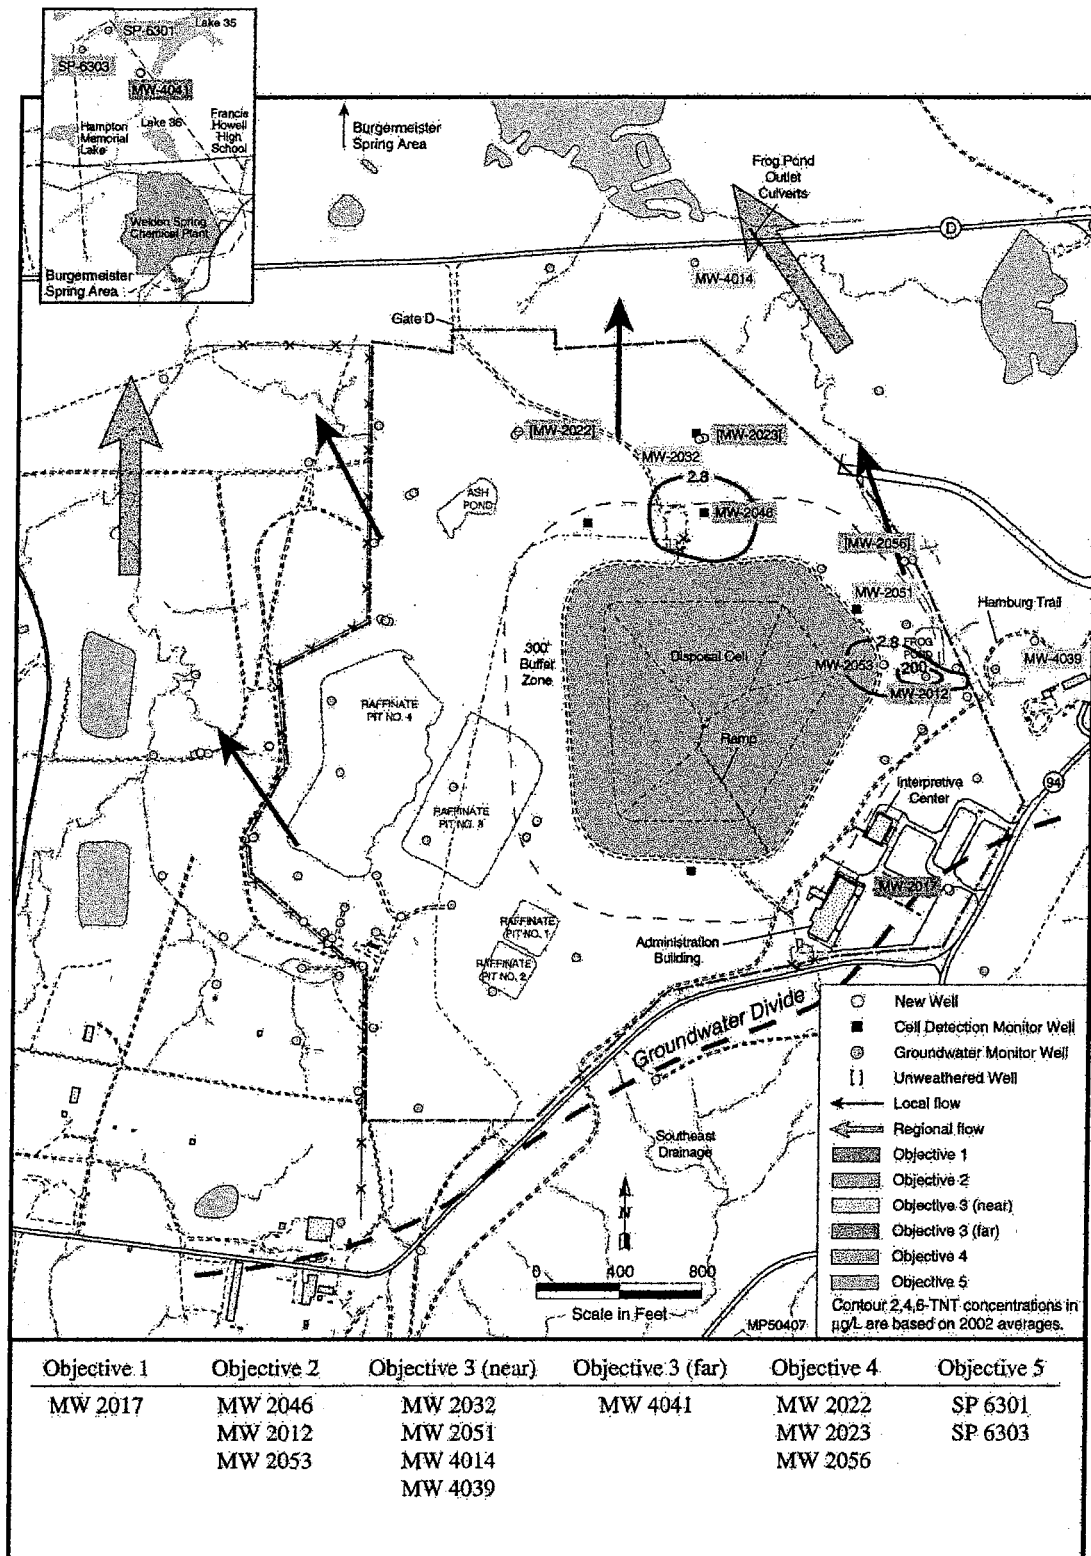 SP-6301
Lake 35
SP-6303
MW-4041
Hampton
Memorial
Lake
Lake 36
Francis
Howell
High
School
Weldon Spring
Chemical Plant
Burgermeister
Spring Area
Burgermeister
Spring Area
Frog Pond
Outlet
Culverts
D
MW-4014
Gate D
[MW-2022]
[MW-2023]
MW-2032
2.8
ASH
POND
MW-2046
[MW-2056]
MW-2051
Hamburg Trail
300'
Buffer
Zone
Disposal Cell
2.8
FROG
POND
200
MW-2053
MW-4039
MW-2012
RAFFINATE
PIT NO. 4
Ramp
RAFFINATE
PIT NO. 3
Interpretive
Center
94
MW-2017
RAFFINATE
PIT NO. 1
RAFFINATE
PIT NO. 2
Administration
Building
Groundwater Divide
New Well
Cell Detection Monitor Well
Groundwater Monitor Well
[ ] Unweathered Well
Local flow
Regional flow
Objective 1
Objective 2
Objective 3 (near)
Objective 3 (far)
Objective 4
Objective 5
Contour 2,4,6-TNT concentrations in
µg/L are based on 2002 averages.
Southeast
Drainage
N
0 400 800
Scale in Feet
MP50407
Objective 1 Objective 2 Objective 3 (near) Objective 3 (far) Objective 4 Objective 5
MW 2017 MW 2046 MW 2032 MW 4041 MW 2022 SP 6301
MW 2012 MW 2051 MW 2023 SP 6303
MW 2053 MW 4014 MW 2056
MW 4039